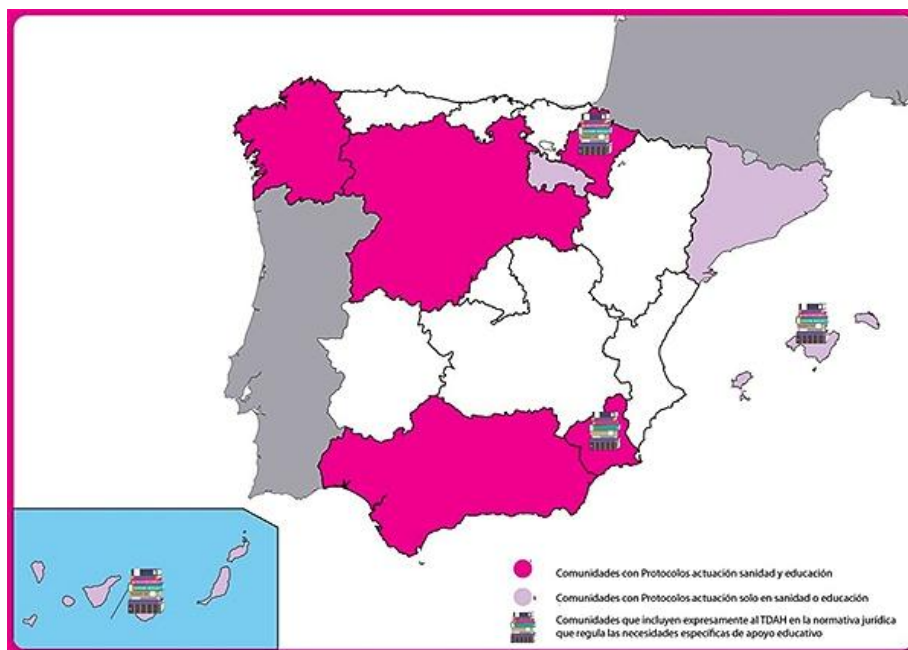 Comunidades con Protocolos actuación sanidad y educación
Comunidades con Protocolos actuación solo en sanidad o educación
Comunidades que incluyen expresamente al TDAH en la normativa jurídica
que regula las necesidades específicas de apoyo educativo